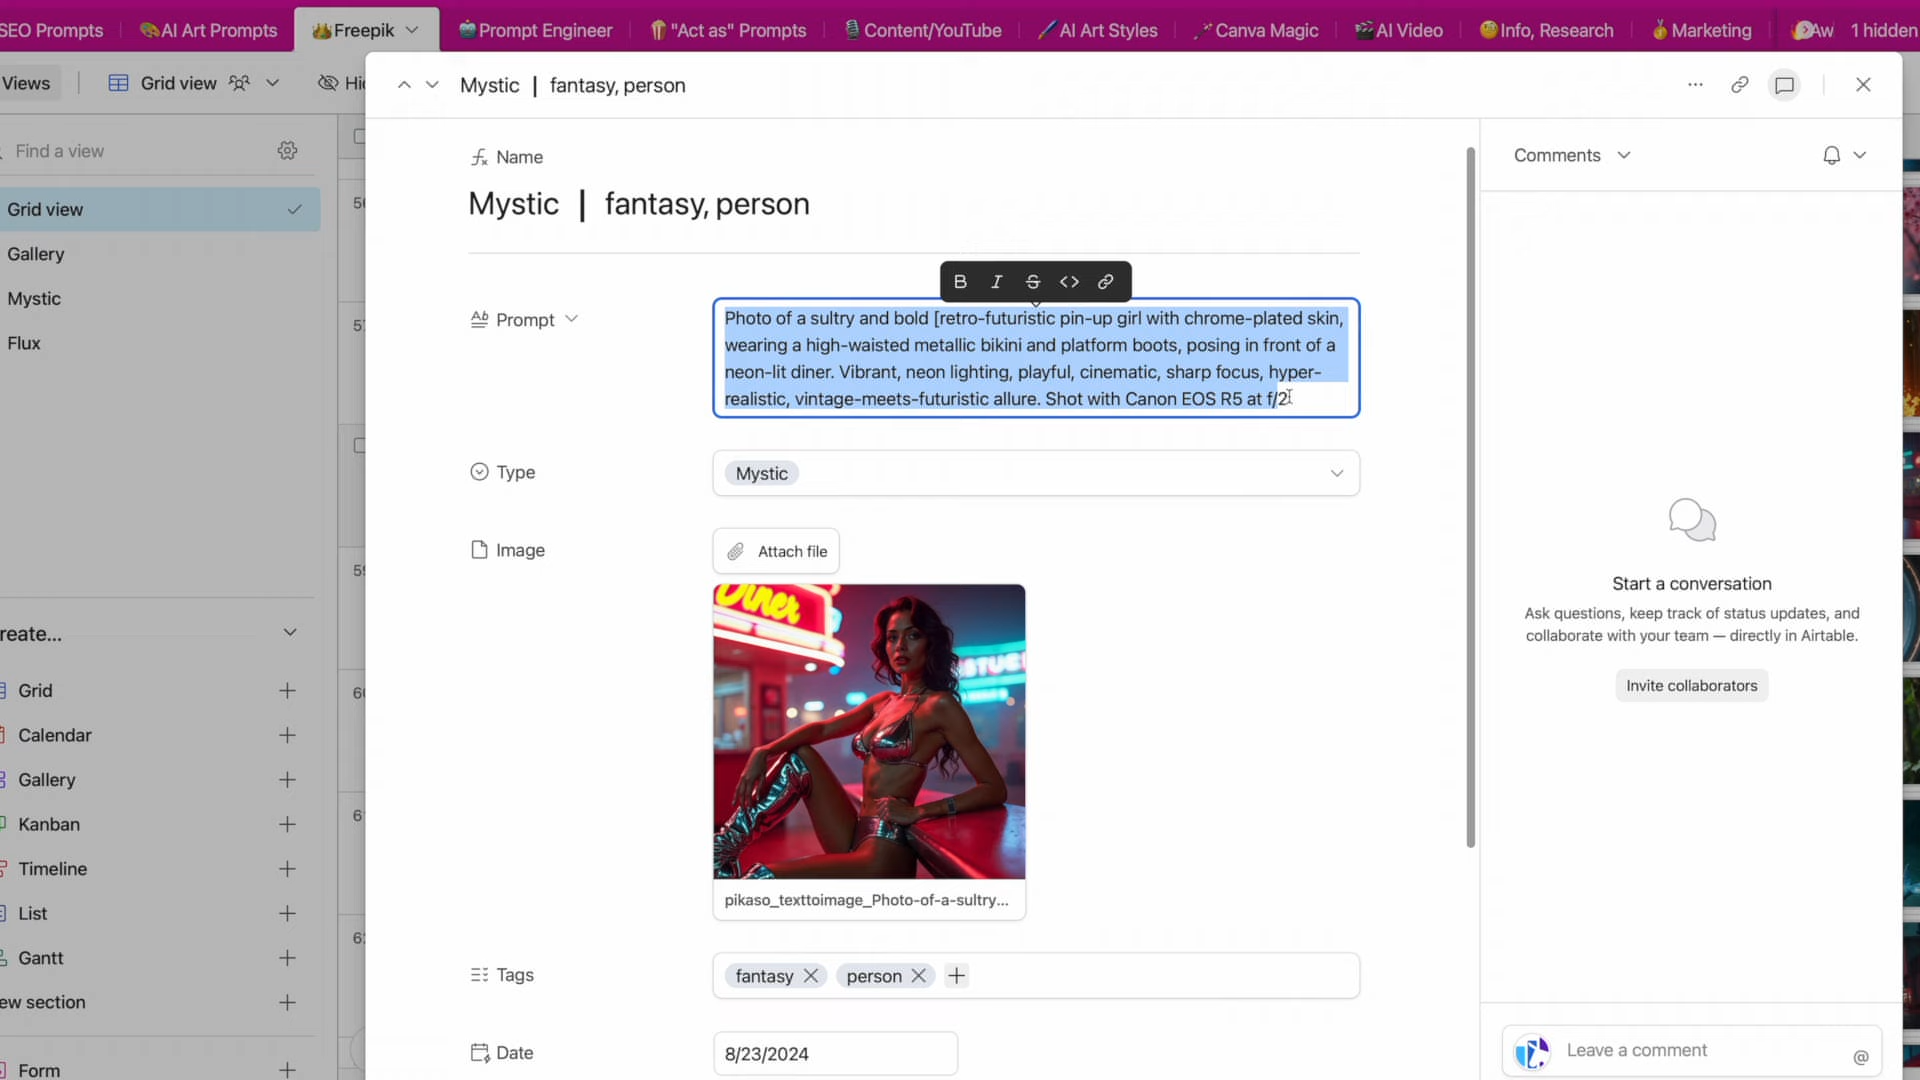 SEO Prompts
AI Art Prompts
Freepik
Prompt Engineer
"Act as" Prompts
Content/YouTube
AI Art Styles
Canva Magic
AI Video
Info, Research
Marketing
Aw
1 hidden
Views
Grid view
Mystic | fantasy, person
Find a view
Grid view
Gallery
Mystic
Flux
Grid
Calendar
Gallery
Kanban
Timeline
List
Gantt
Form
Name
Mystic | fantasy, person
Prompt
Photo of a sultry and bold [retro-futuristic pin-up girl with chrome-plated skin,
wearing a high-waisted metallic bikini and platform boots, posing in front of a
neon-lit diner. Vibrant, neon lighting, playful, cinematic, sharp focus, hyper-
realistic, vintage-meets-futuristic allure. Shot with Canon EOS R5 at f/2
Type
Mystic
Image
Attach file
Diner
pikaso_texttoimage_Photo-of-a-sultry...
Tags
fantasy
person
Date
8/23/2024
Comments
Start a conversation
Ask questions, keep track of status updates, and
collaborate with your team — directly in Airtable.
Invite collaborators
Leave a comment
@